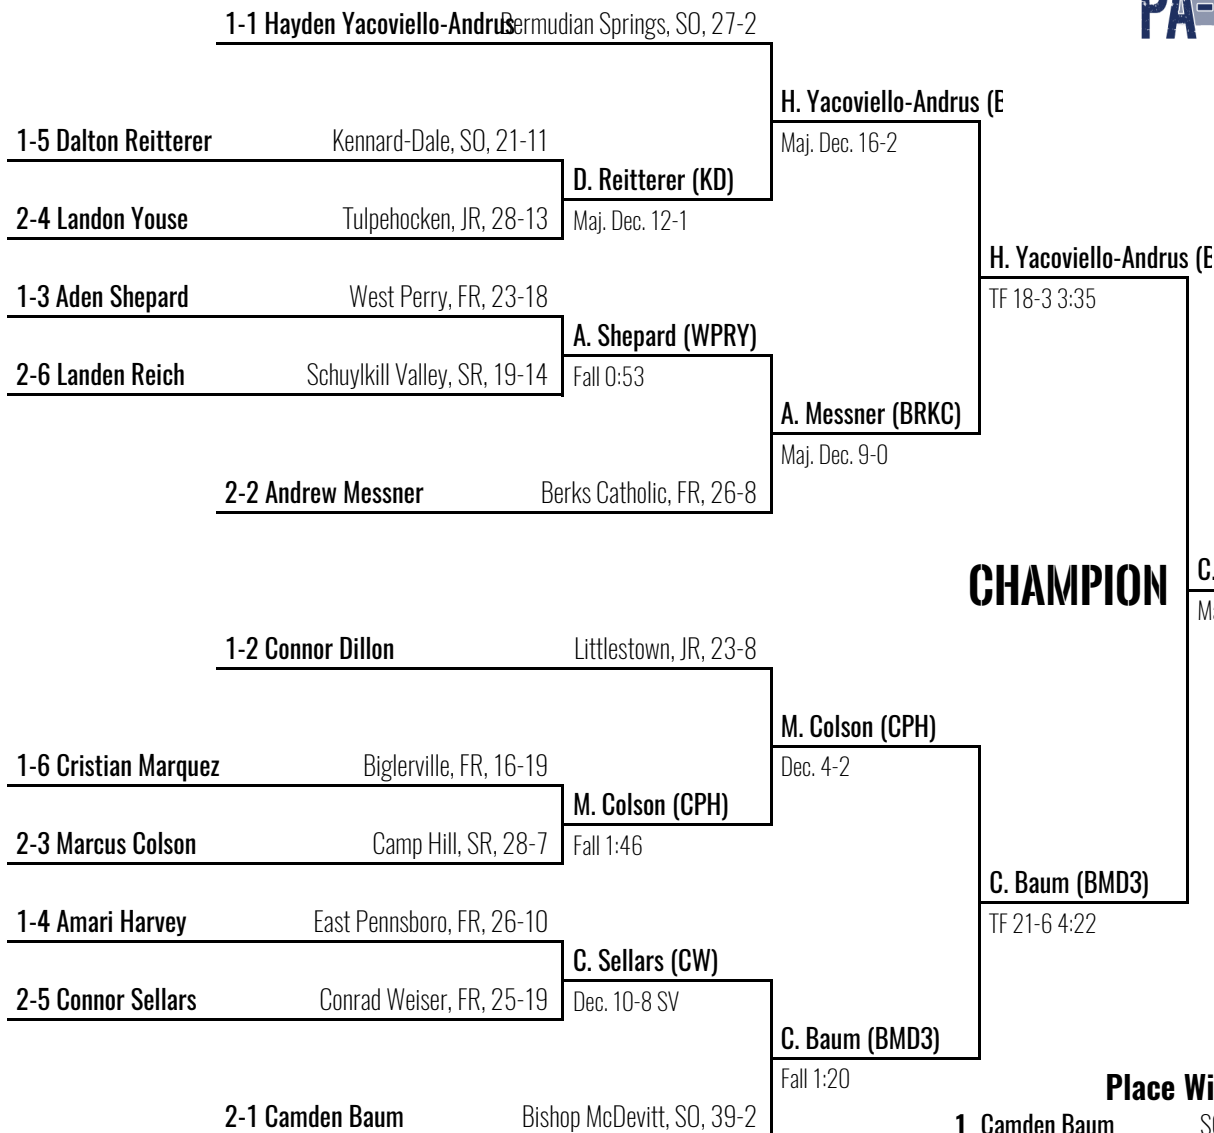 PA-
1-1 Hayden Yacoviello-Andrus Bermudian Springs, SO, 27-2
H. Yacoviello-Andrus (B
1-5 Dalton Reitterer Kennard-Dale, SO, 21-11
Maj. Dec. 16-2
D. Reitterer (KD)
2-4 Landon Youse Tulpehocken, JR, 28-13
Maj. Dec. 12-1
H. Yacoviello-Andrus (B
1-3 Aden Shepard West Perry, FR, 23-18
TF 18-3 3:35
A. Shepard (WPRY)
2-6 Landen Reich Schuylkill Valley, SR, 19-14
Fall 0:53
A. Messner (BRKC)
Maj. Dec. 9-0
2-2 Andrew Messner Berks Catholic, FR, 26-8
CHAMPION
C.
Ma
1-2 Connor Dillon Littlestown, JR, 23-8
M. Colson (CPH)
1-6 Cristian Marquez Biglerville, FR, 16-19
Dec. 4-2
M. Colson (CPH)
2-3 Marcus Colson Camp Hill, SR, 28-7
Fall 1:46
C. Baum (BMD3)
1-4 Amari Harvey East Pennsboro, FR, 26-10
TF 21-6 4:22
C. Sellars (CW)
2-5 Connor Sellars Conrad Weiser, FR, 25-19
Dec. 10-8 SV
C. Baum (BMD3)
Fall 1:20
Place Wi
2-1 Camden Baum Bishop McDevitt, SO, 39-2
1 Camden Baum SO